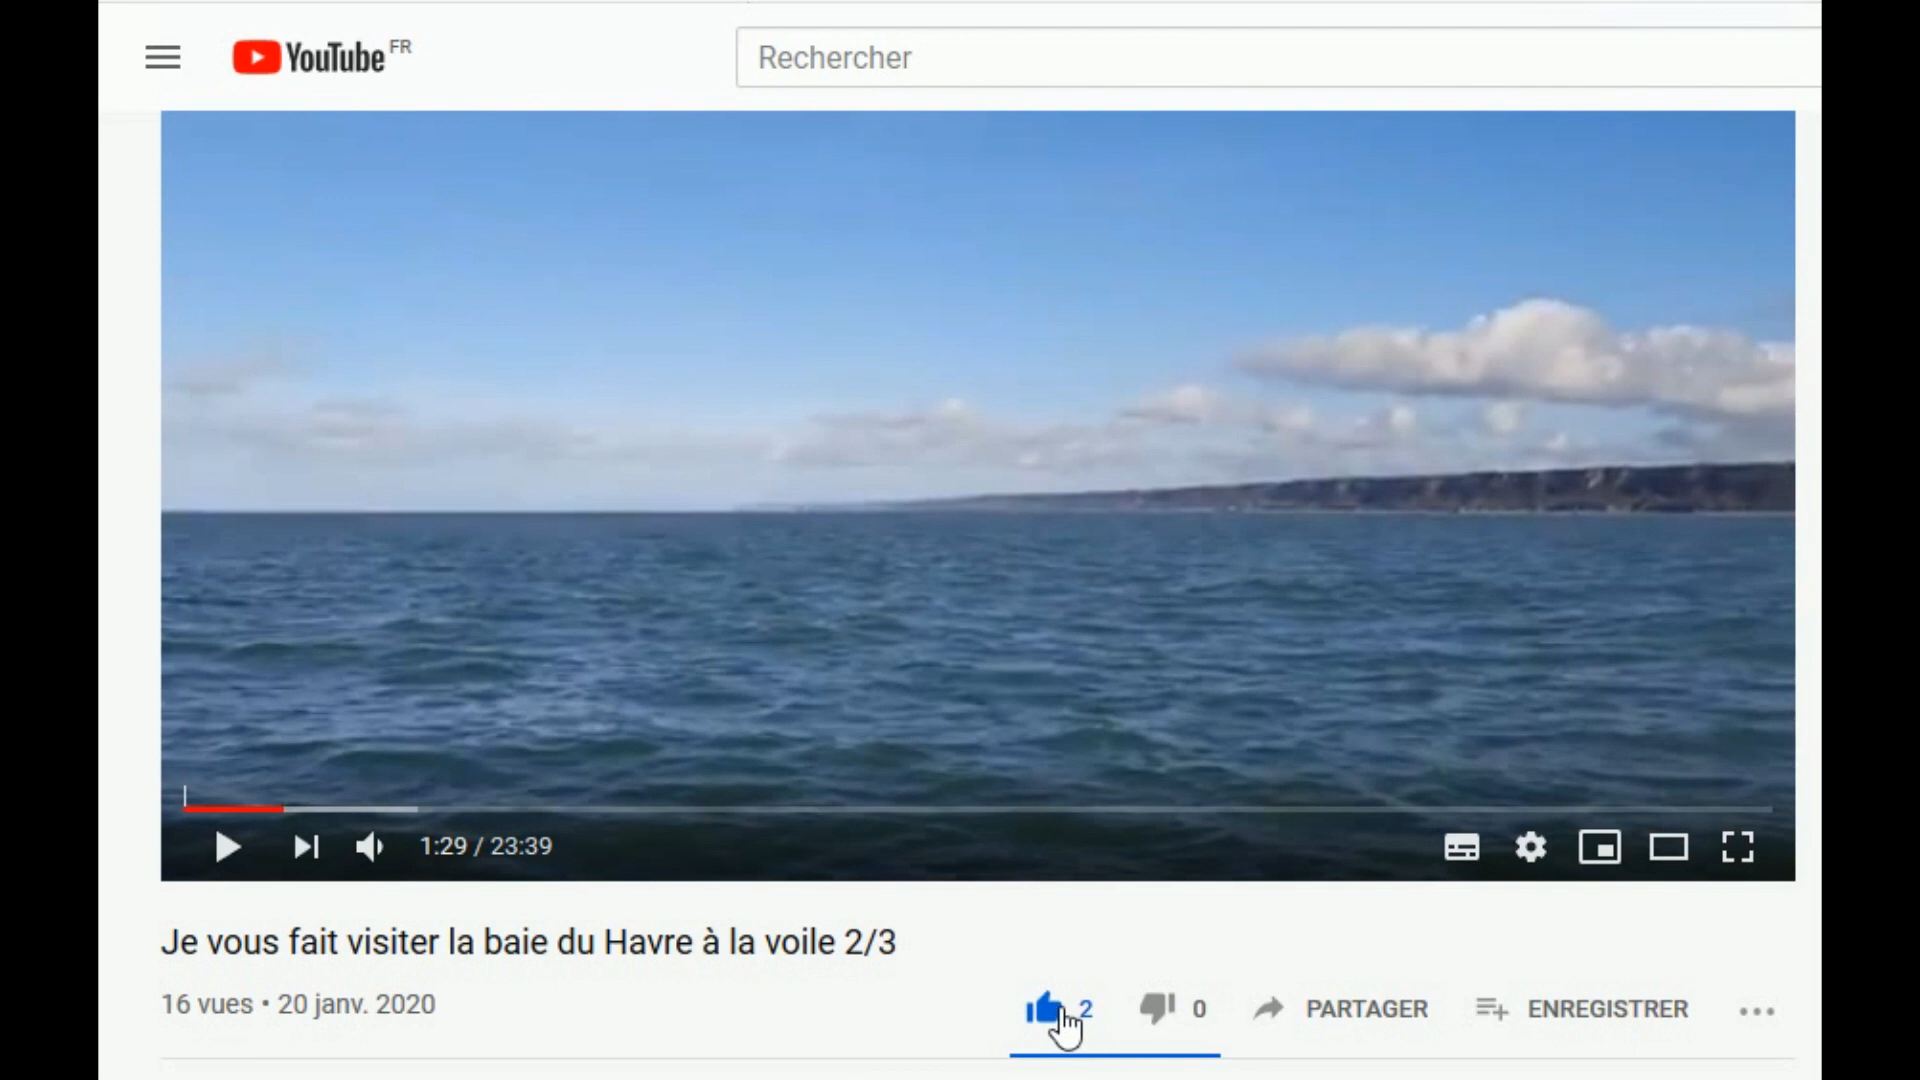 YouTube FR
Rechercher
1:29 / 23:39
Je vous fait visiter la baie du Havre à la voile 2/3
16 vues • 20 janv. 2020
2
0
PARTAGER
ENREGISTRER